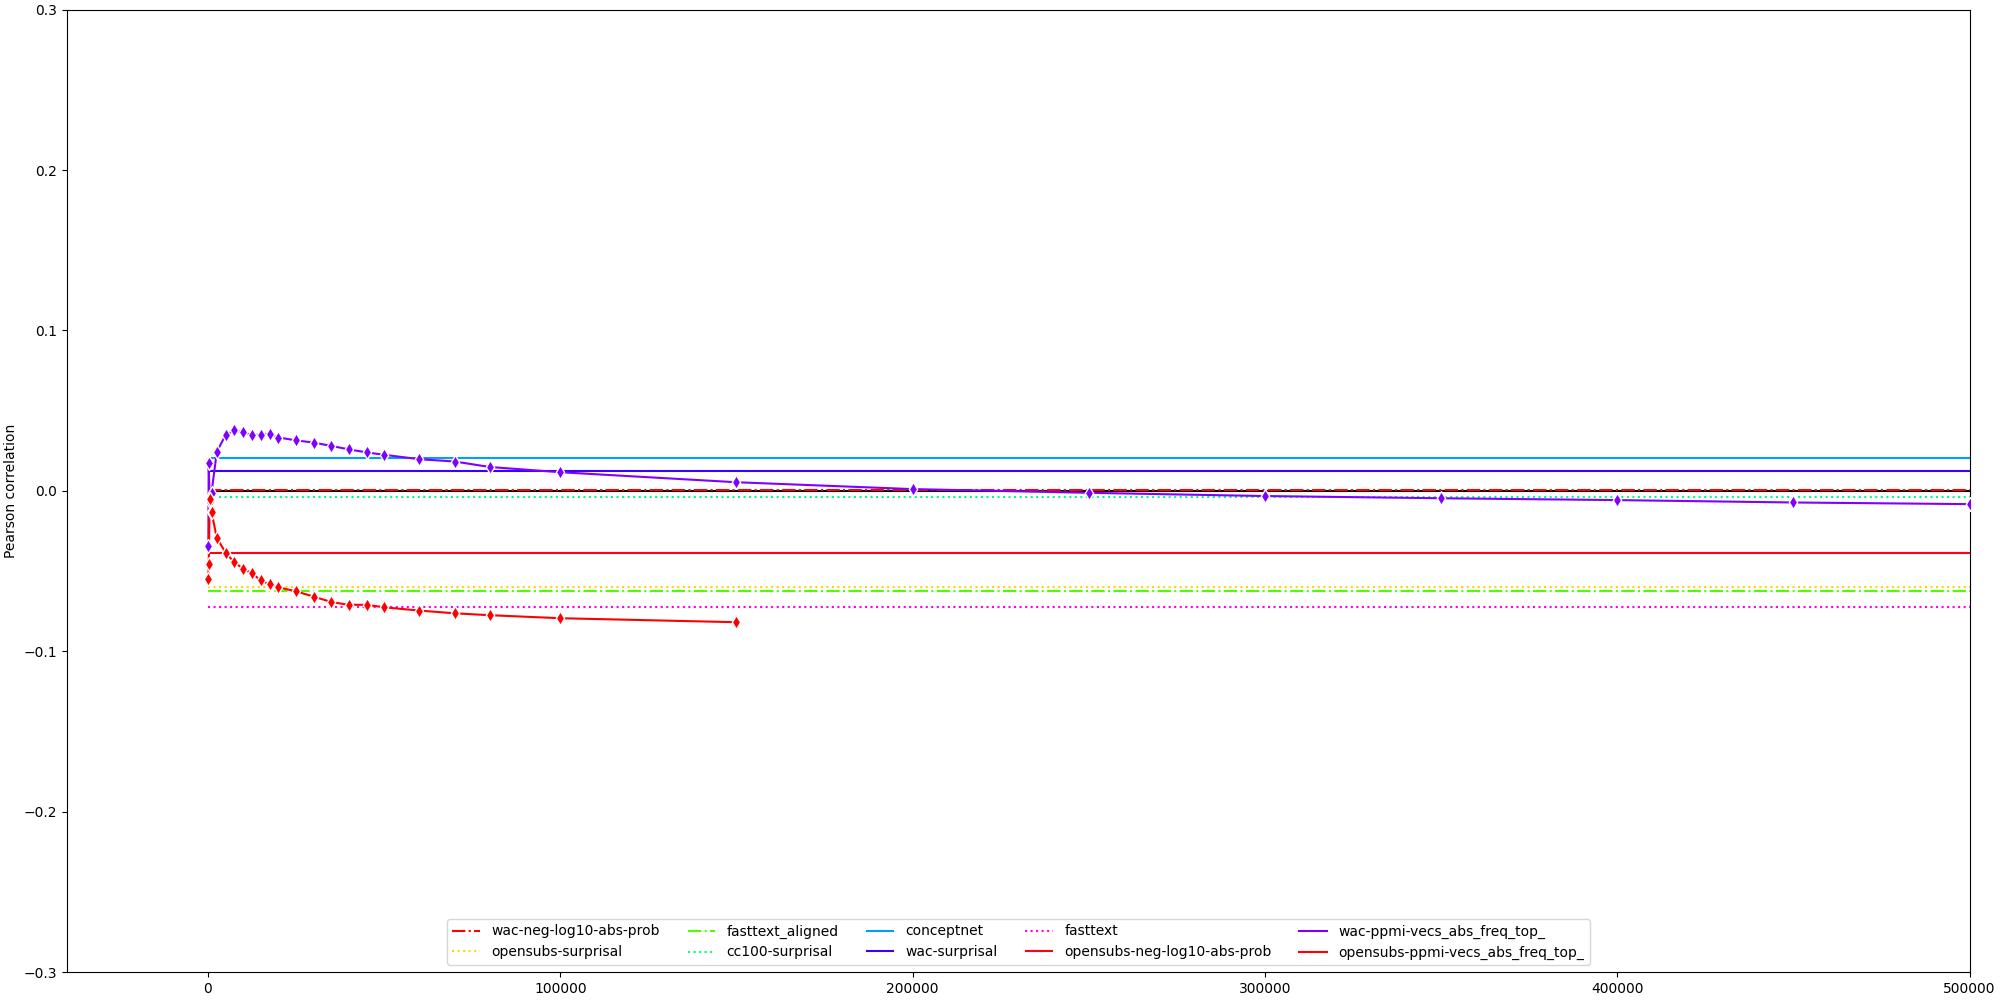 0.3
0.2
0.1
0.0
−0.1
−0.2
−0.3
Pearson correlation
wac-neg-log10-abs-prob
opensubs-surprisal
fasttext_aligned
cc100-surprisal
conceptnet
wac-surprisal
fasttext
opensubs-neg-log10-abs-prob
wac-ppmi-vecs_abs_freq_top_
opensubs-ppmi-vecs_abs_freq_top_
0
100000
200000
300000
400000
500000